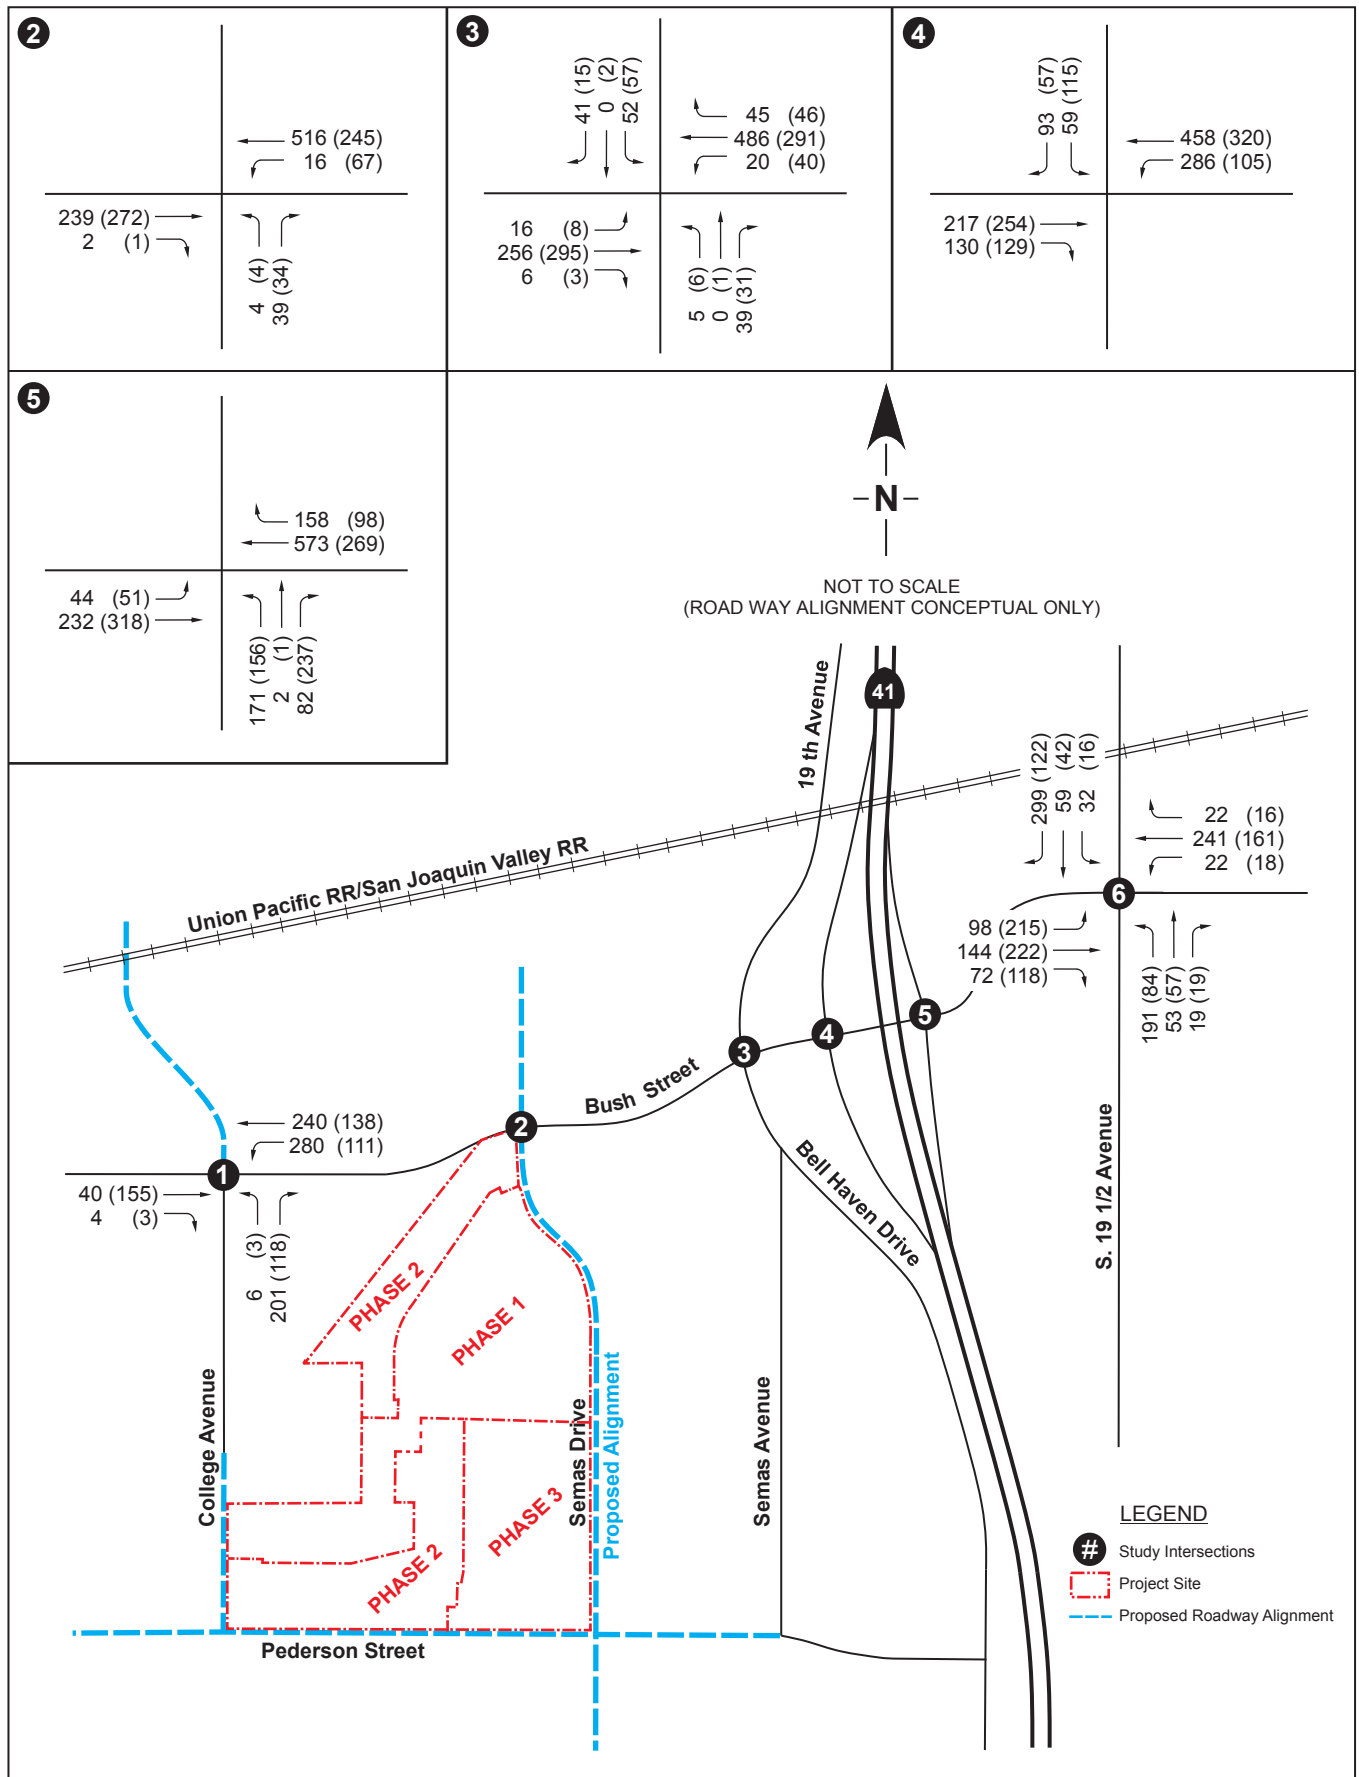 2
516 (245)
16 (67)
239 (272)
2 (1)
4 (4)
39 (34)
3
41 (15)
0 (2)
52 (57)
45 (46)
486 (291)
20 (40)
16 (8)
256 (295)
6 (3)
5 (6)
0 (1)
39 (31)
4
93 (57)
59 (115)
458 (320)
286 (105)
217 (254)
130 (129)
5
158 (98)
573 (269)
44 (51)
232 (318)
171 (156)
2 (1)
82 (237)
N
NOT TO SCALE
(ROAD WAY ALIGNMENT CONCEPTUAL ONLY)
19 th Avenue
41
Union Pacific RR/San Joaquin Valley RR
299 (122)
59 (42)
32 (16)
22 (16)
241 (161)
22 (18)
6
98 (215)
144 (222)
72 (118)
191 (84)
53 (57)
19 (19)
5
4
3
Bush Street
2
240 (138)
280 (111)
1
40 (155)
4 (3)
6 (3)
201 (118)
Bell Haven Drive
S. 19 1/2 Avenue
PHASE 2
PHASE 1
College Avenue
Semas Drive
Proposed Alignment
Semas Avenue
PHASE 3
PHASE 2
Pederson Street
LEGEND
# Study Intersections
Project Site
Proposed Roadway Alignment